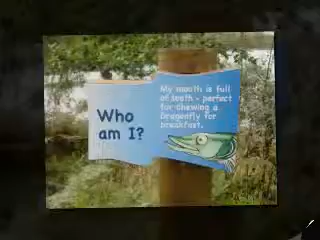 Who
am I?
My mouth is full
of teeth - perfect
for chewing a
Dragonfly for
breakfast.